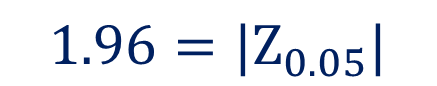 1.96 = |Z₀.₀₅|